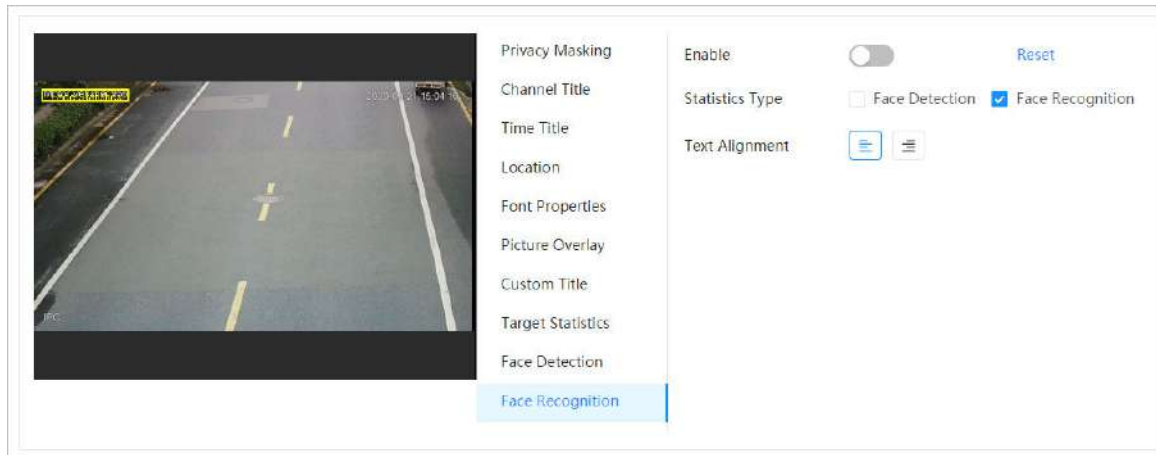 Privacy Masking
Channel Title
Time Title
Location
Font Properties
Picture Overlay
Custom Title
Target Statistics
Face Detection
Face Recognition
Enable
Reset
Statistics Type
Face Detection
Face Recognition
Text Alignment
IPC